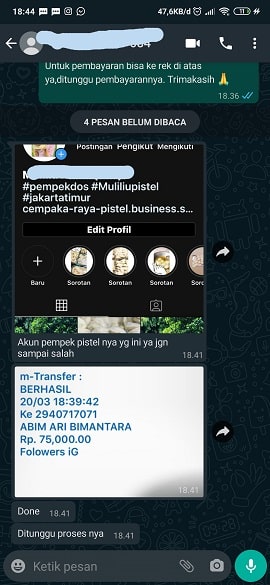 18:44
47,6KB/d
11
Untuk pembayaran bisa ke rek di atas
ya,ditunggu pembayarannya. Trimakasih 🙏
18.36
4 PESAN BELUM DIBACA
Postingan Pengikut Mengikuti
#pempekdos #Muliliupistel
#jakartatimur
cempaka-raya-pistel.business.s...
Edit Profil
Baru
Sorotan
Sorotan
Sorotan
Sorotan
Akun pempek pistel nya yg ini ya jgn
sampai salah
18.41
m-Transfer :
BERHASIL
20/03 18:39:42
Ke 2940717071
ABIM ARI BIMANTARA
Rp. 75,000.00
Folowers iG
18.41
Done
18.41
Ditunggu proses nya
18.41
Ketik pesan